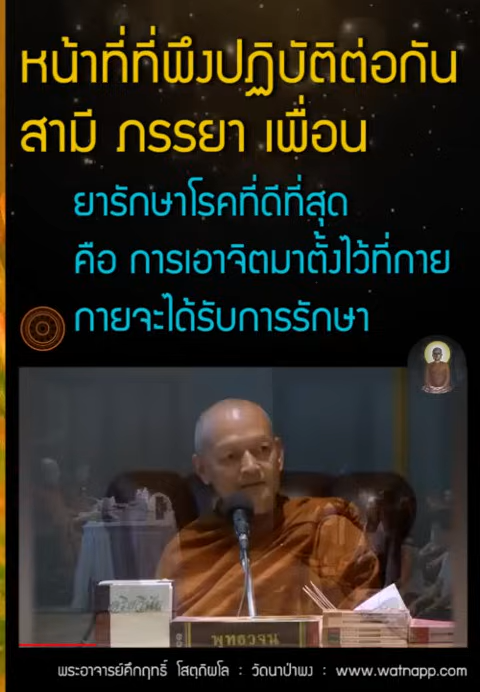 หน้าที่ที่พึงปฏิบัติต่อกัน
สามี ภรรยา เพื่อน
ยารักษาโรคที่ดีที่สุด
คือ การเอาจิตมาตั้งไว้ที่กาย
กายจะได้รับการรักษา
อริยวินัย
พุทธวจน
พระอาจารย์คึกฤทธิ์ โสตฺถิผโล : วัดนาป่าพง : www.watnapp.com